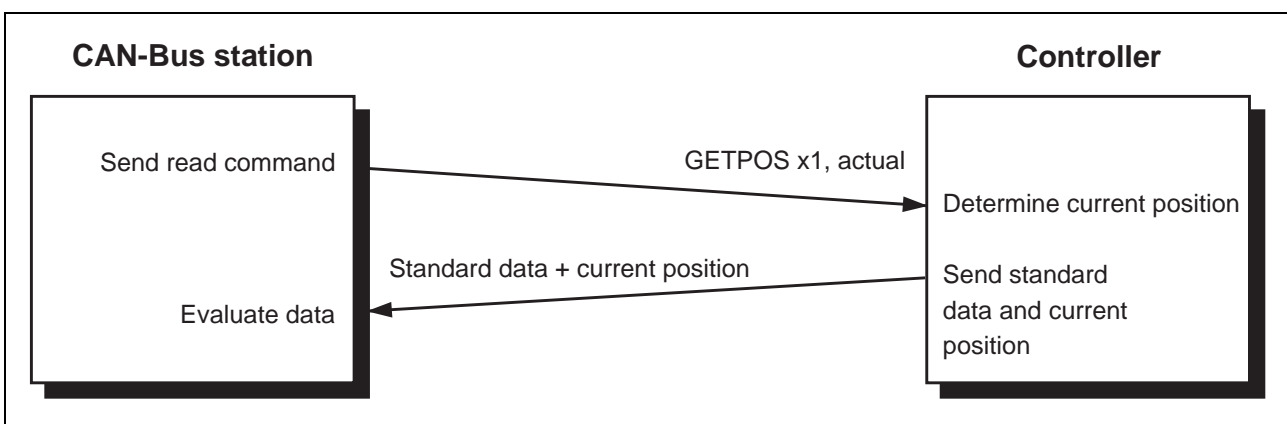 CAN-Bus station
Controller
Send read command
GETPOS x1, actual
Determine current position
Standard data + current position
Send standard
data and current
position
Evaluate data